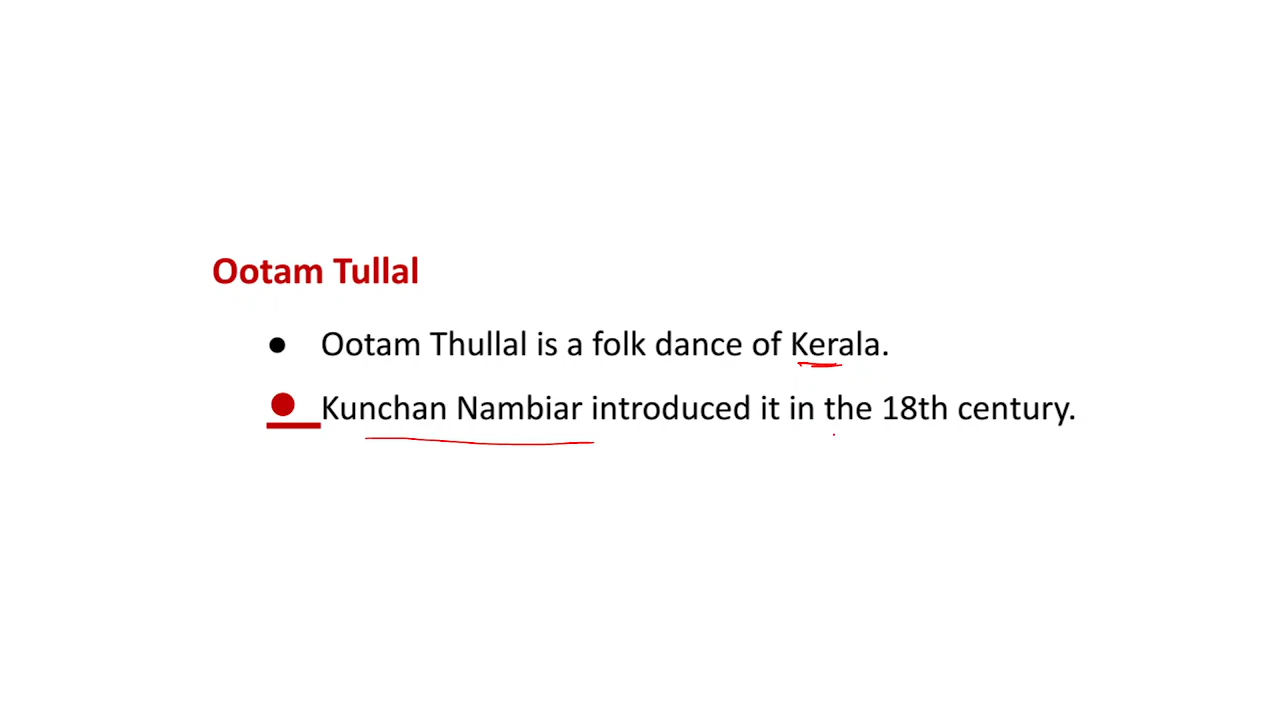 Ootam Tullal
● Ootam Thullal is a folk dance of Kerala.
● Kunchan Nambiar introduced it in the 18th century.